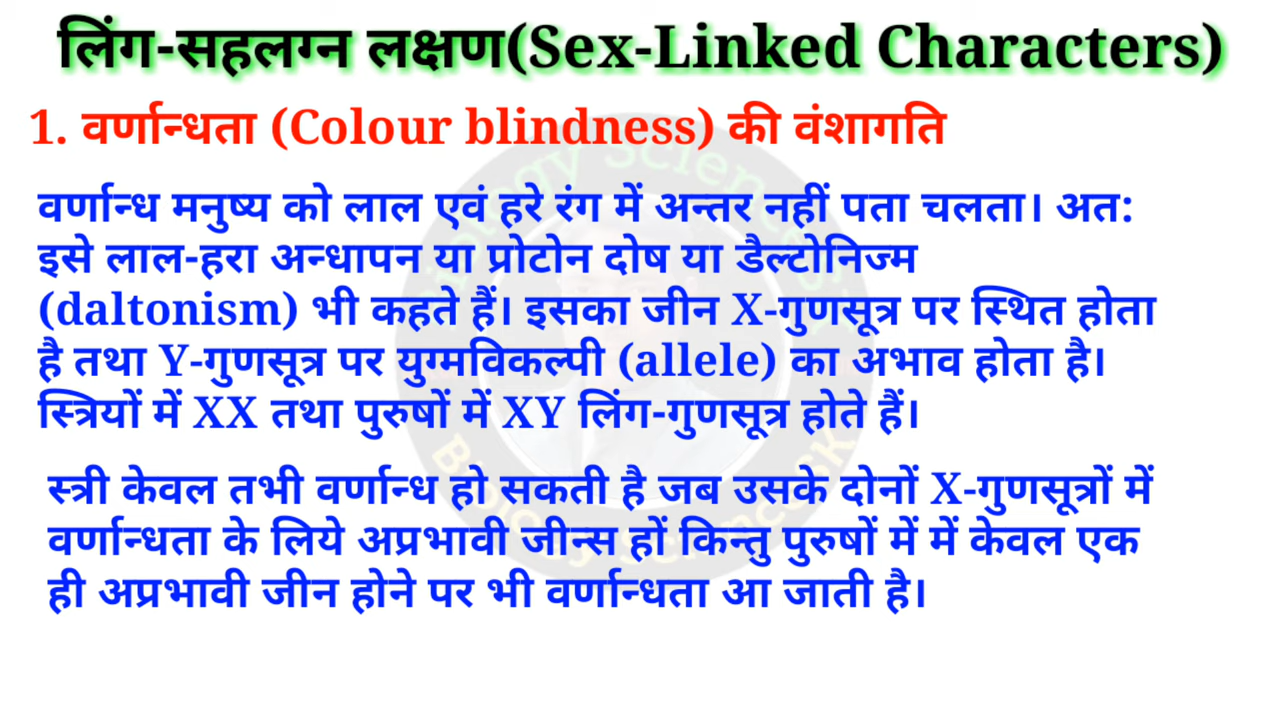 लिंग-सहलग्न लक्षण(Sex-Linked Characters)
1. वर्णान्धता (Colour blindness) की वंशागति
वर्णान्ध मनुष्य को लाल एवं हरे रंग में अन्तर नहीं पता चलता। अत:
इसे लाल-हरा अन्धापन या प्रोटोन दोष या डैल्टोनिज्म
(daltonism) भी कहते हैं। इसका जीन X-गुणसूत्र पर स्थित होता
है तथा Y-गुणसूत्र पर युग्मविकल्पी (allele) का अभाव होता है।
स्त्रियों में XX तथा पुरुषों में XY लिंग-गुणसूत्र होते हैं।
स्त्री केवल तभी वर्णान्ध हो सकती है जब उसके दोनों X-गुणसूत्रों में
वर्णान्धता के लिये अप्रभावी जीन्स हों किन्तु पुरुषों में में केवल एक
ही अप्रभावी जीन होने पर भी वर्णान्धता आ जाती है।